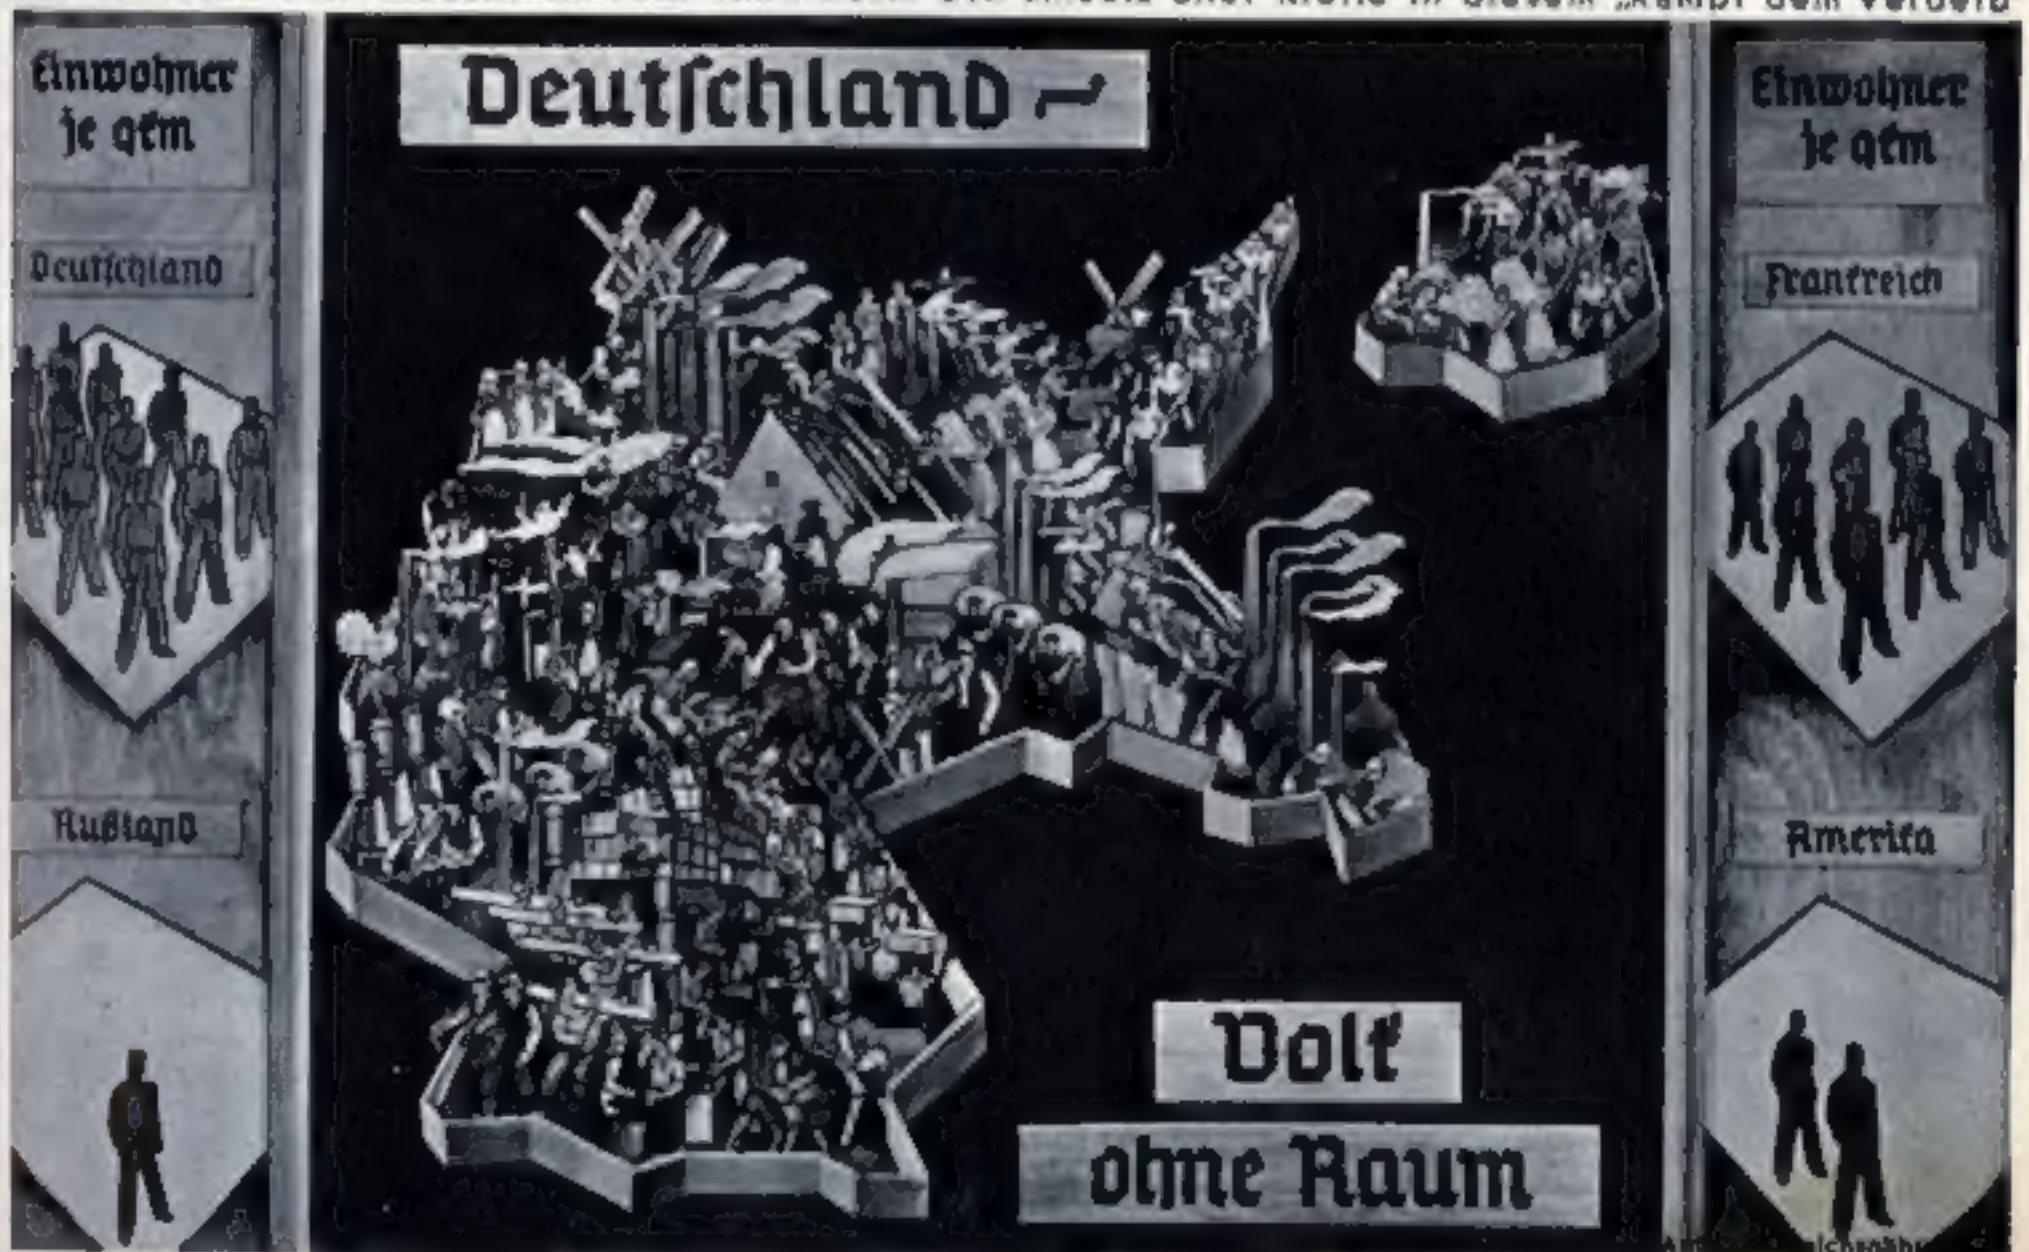 Einwohner
je qkm
Deutschland
Rußland
Deutſchland –
Volk
ohne Raum
Einwohner
je qkm
Frankreich
Amerika